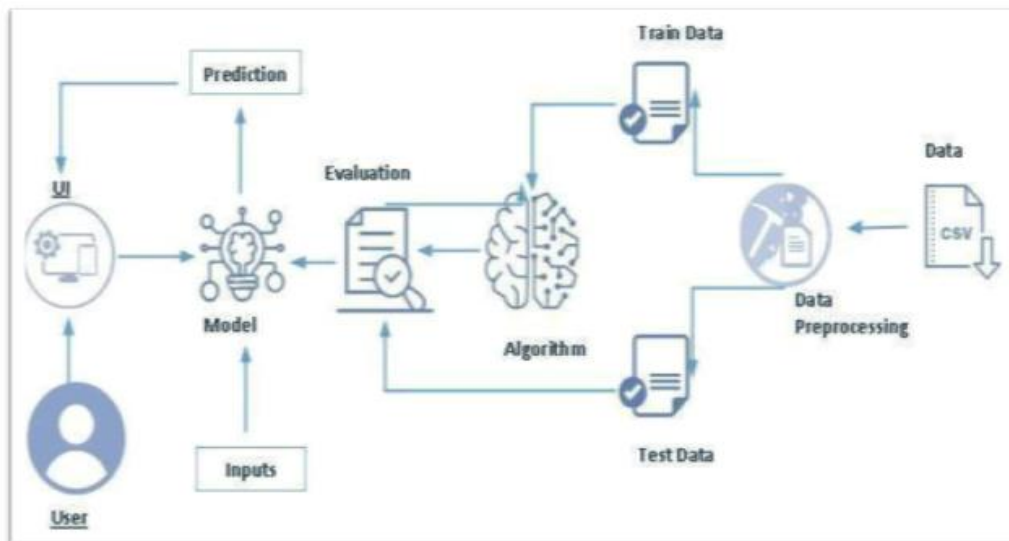 Train Data
Prediction
Data
Evaluation
UI
CSV
Model
Data
Preprocessing
Algorithm
Inputs
Test Data
User